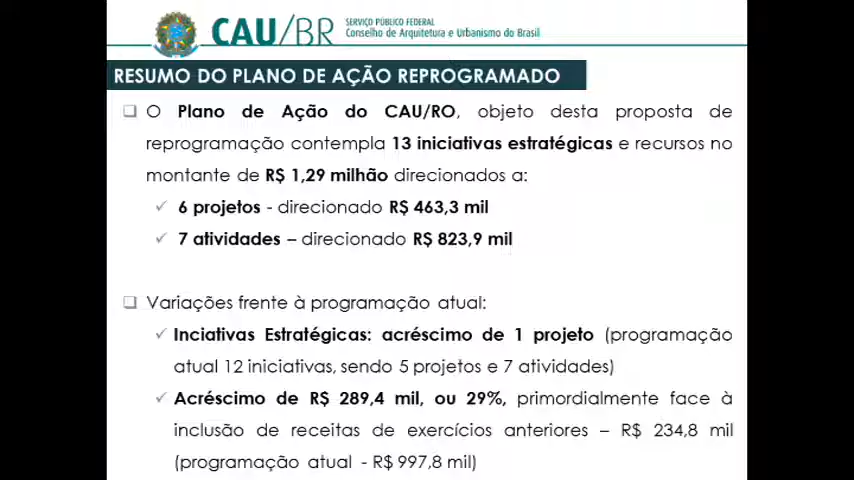 CAU/BR
SERVIÇO PÚBLICO FEDERAL
Conselho de Arquitetura e Urbanismo do Brasil
RESUMO DO PLANO DE AÇÃO REPROGRAMADO
O Plano de Ação do CAU/RO, objeto desta proposta de
reprogramação contempla 13 iniciativas estratégicas e recursos no
montante de R$ 1,29 milhão direcionados a:
6 projetos - direcionado R$ 463,3 mil
7 atividades – direcionado R$ 823,9 mil
Variações frente à programação atual:
Inciativas Estratégicas: acréscimo de 1 projeto (programação
atual 12 iniciativas, sendo 5 projetos e 7 atividades)
Acréscimo de R$ 289,4 mil, ou 29%, primordialmente face à
inclusão de receitas de exercícios anteriores – R$ 234,8 mil
(programação atual - R$ 997,8 mil)